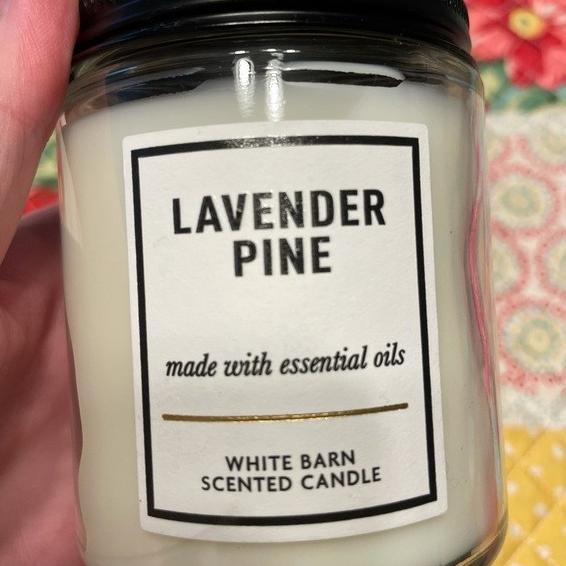 LAVENDER
PINE
made with essential oils
WHITE BARN
SCENTED CANDLE